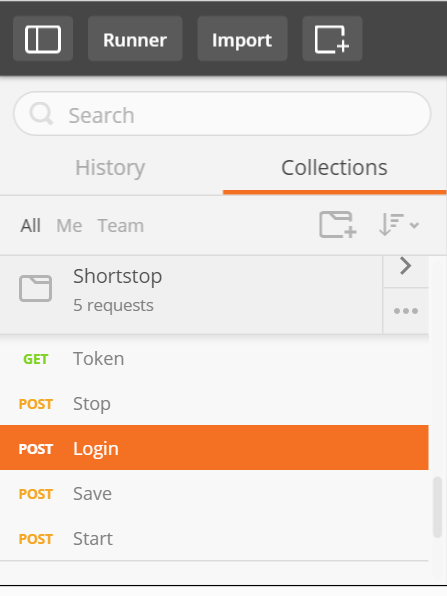 Runner Import
Search
History Collections
All Me Team
Shortstop
5 requests
GET Token
POST Stop
POST Login
POST Save
POST Start